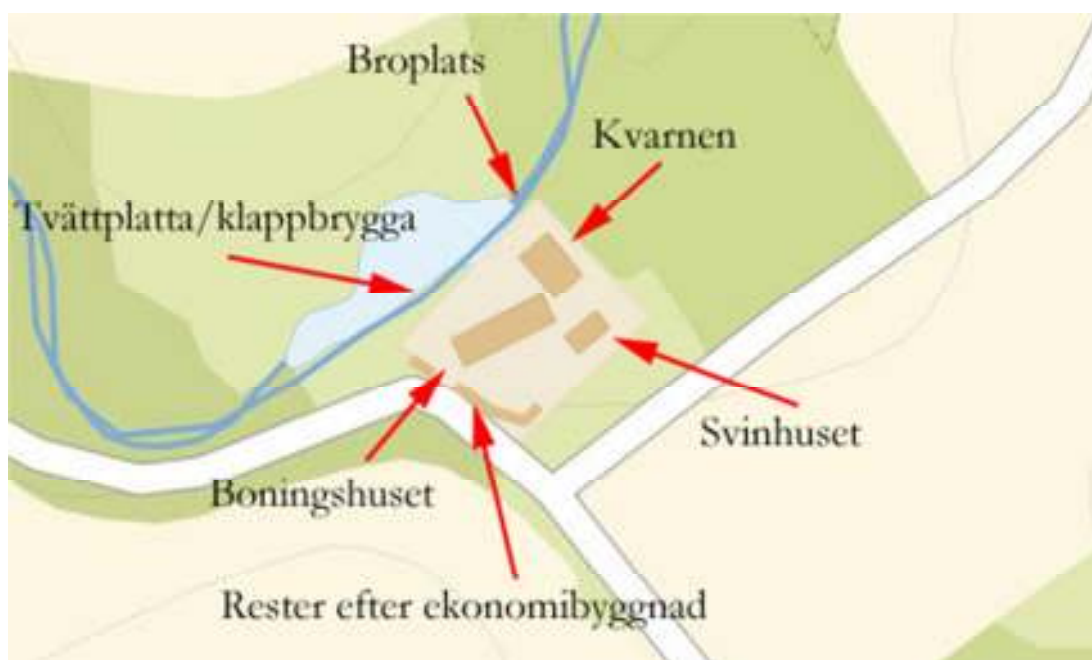 Broplats
Kvarnen
Tvättplatta/klappbrygga
Svinhuset
Boningshuset
Rester efter ekonomibyggnad